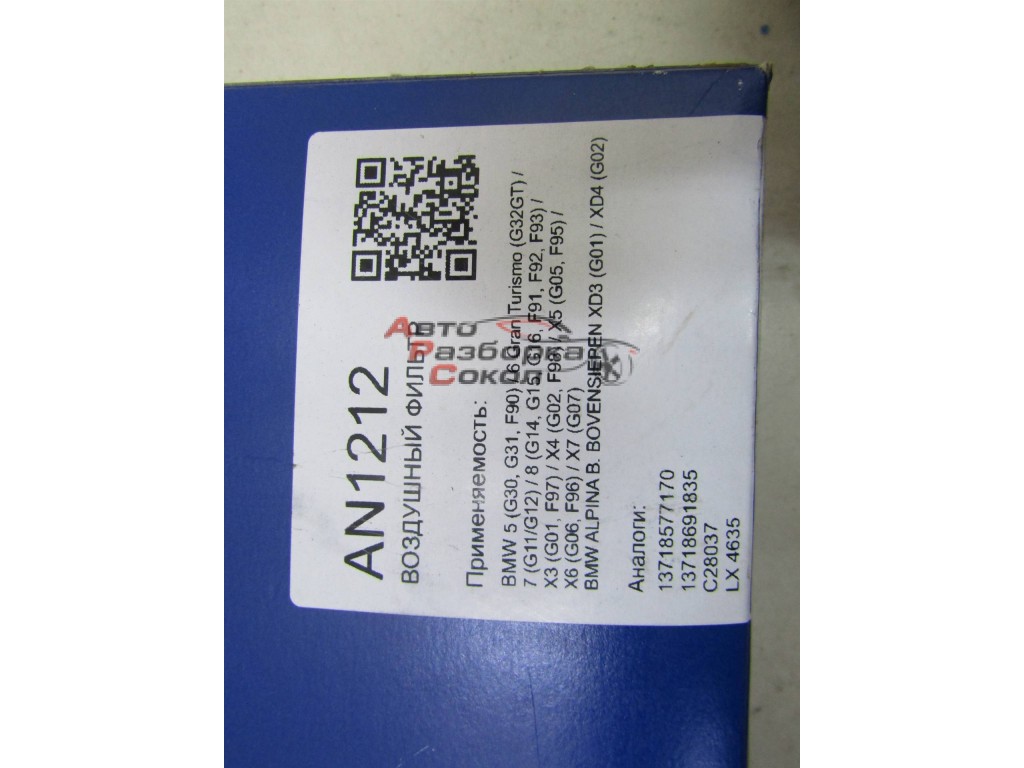 AN1212
ВОЗДУШНЫЙ ФИЛЬТР
Применяемость:
BMW 5 (G30, G31, F90) / 6 Gran Turismo (G32GT) /
7 (G11/G12) / 8 (G14, G15, G16, F91, F92, F93) /
X3 (G01, F97) / X4 (G02, F98) / X5 (G05, F95) /
X6 (G06, F96) / X7 (G07)
BMW ALPINA B. BOVENSIEPEN XD3 (G01) / XD4 (G02)
Аналоги:
13718577170
13718691835
C28037
LX 4635
Авто
Разборка
Сокол